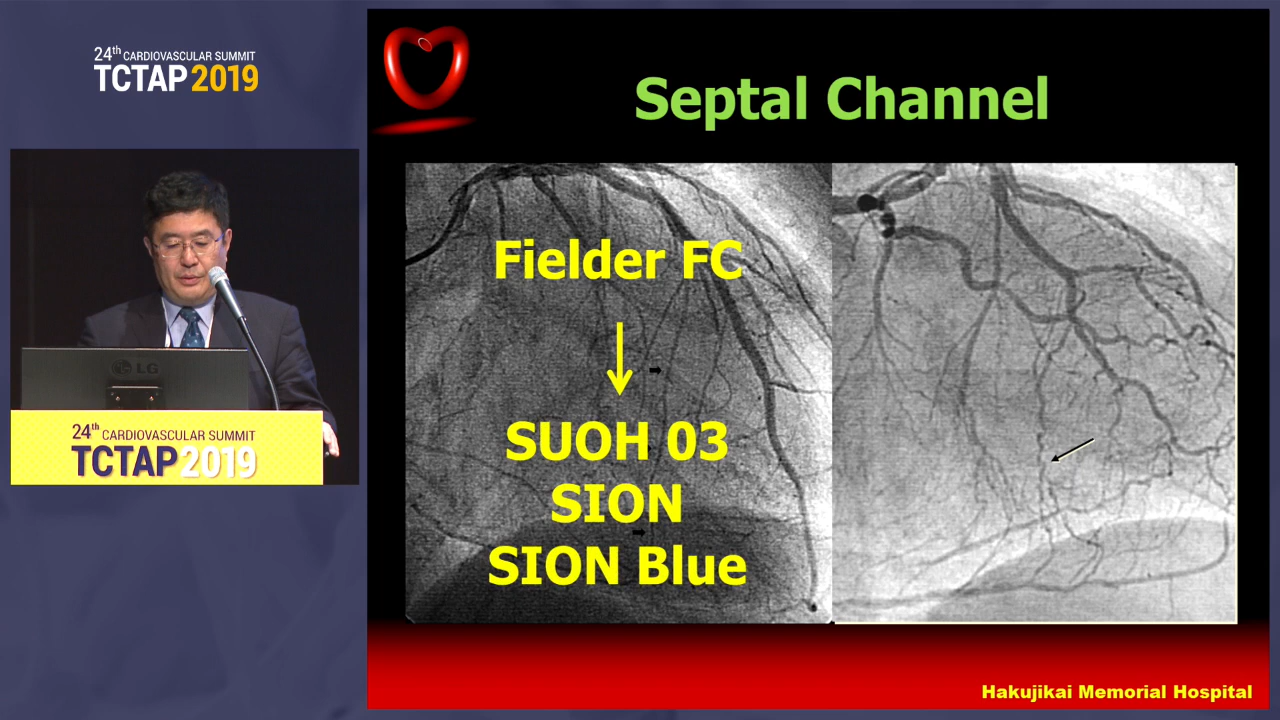 24th CARDIOVASCULAR SUMMIT
TCTAP 2019
LG
24th CARDIOVASCULAR SUMMIT
TCTAP 2019
Septal Channel
Fielder FC
SUOH 03
SION
SION Blue
Hakujikai Memorial Hospital